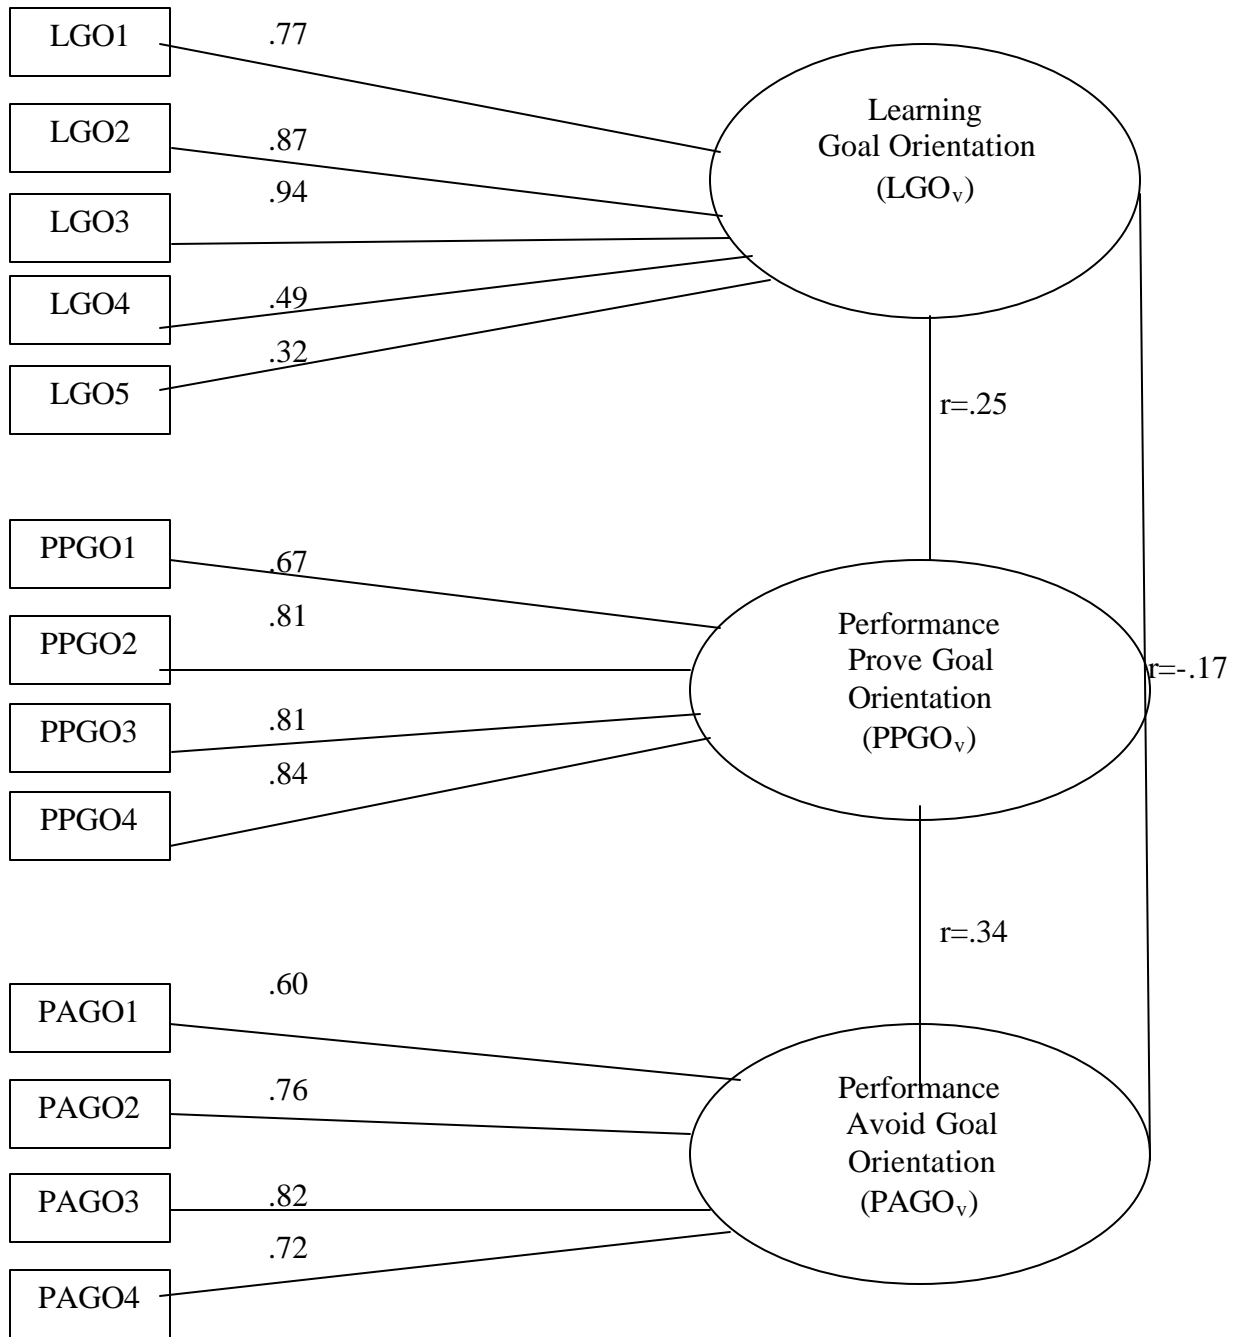 LGO1
.77
LGO2
.87
LGO3
.94
LGO4
.49
LGO5
.32
Learning
Goal Orientation
(LGOᵥ)
r=.25
PPGO1
.67
PPGO2
.81
PPGO3
.81
PPGO4
.84
Performance
Prove Goal
Orientation
(PPGOᵥ)
r=-.17
r=.34
PAGO1
.60
PAGO2
.76
PAGO3
.82
PAGO4
.72
Performance
Avoid Goal
Orientation
(PAGOᵥ)